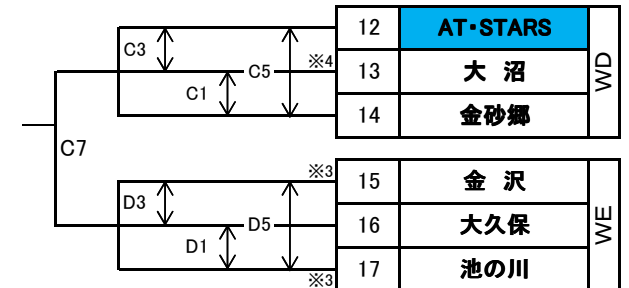 12 AT・STARS
C3
C5 ※4 13 大 沼 WD
C1
14 金砂郷
C7
※3 15 金 沢
D3
D5 16 大久保 WE
D1
※3 17 池の川